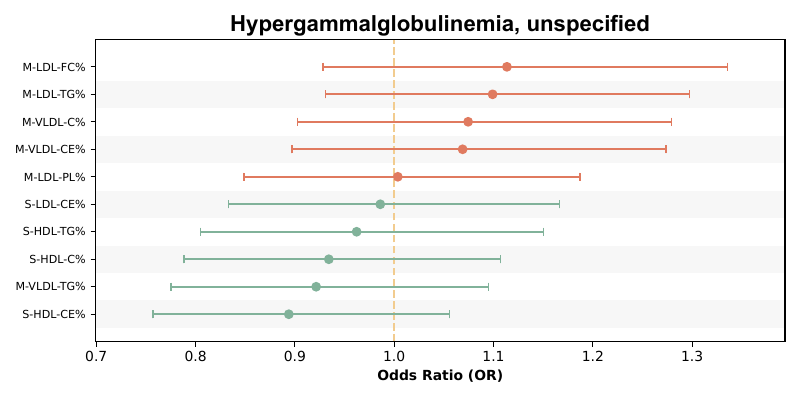 Hypergammalglobulinemia, unspecified
M-LDL-FC%
M-LDL-TG%
M-VLDL-C%
M-VLDL-CE%
M-LDL-PL%
S-LDL-CE%
S-HDL-TG%
S-HDL-C%
M-VLDL-TG%
S-HDL-CE%
0.7 0.8 0.9 1.0 1.1 1.2 1.3
Odds Ratio (OR)